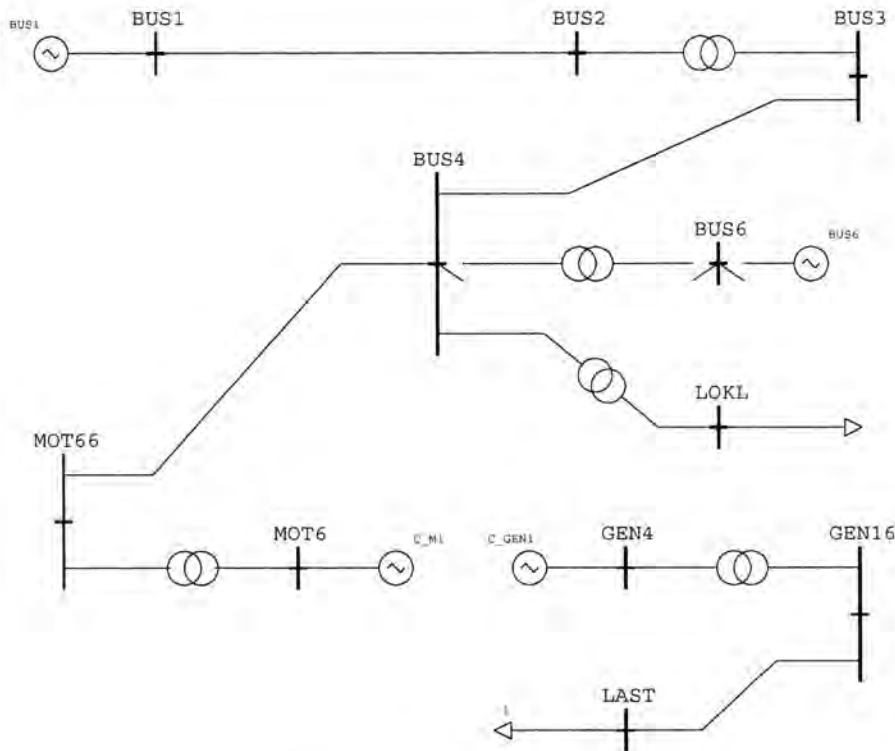 BUS1
BUS1
BUS2
BUS3
BUS4
BUS6
BUS6
LOKL
MOT66
MOT6
C_M1
C_GEN1
GEN4
GEN16
LAST